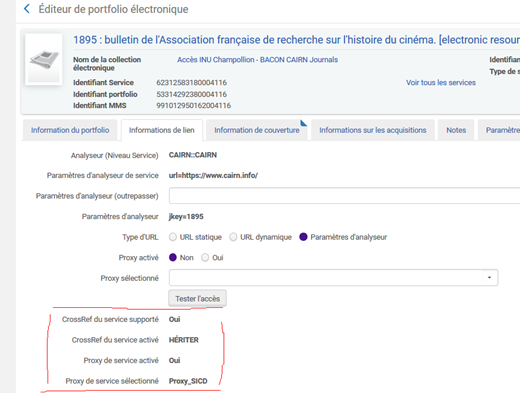 Éditeur de portfolio électronique
1895 : bulletin de l'Association française de recherche sur l'histoire du cinéma. [electronic resour
Nom de la collection électronique Accès INU Champollion - BACON CAIRN Journals Identifian
Type de s
Identifiant Service 62312583180004116 Voir tous les services
Identifiant portfolio 53314292380004116
Identifiant MMS 991012950162004116
Information du portfolio Informations de lien Information de couverture Informations sur les acquisitions Notes Paramètre
Analyseur (Niveau Service) CAIRN::CAIRN
Paramètres d'analyseur de service url=https://www.cairn.info/
Paramètres d'analyseur (outrepasser)
Paramètres d'analyseur jkey=1895
Type d'URL URL statique URL dynamique Paramètres d'analyseur
Proxy activé Non Oui
Proxy sélectionné
Tester l'accès
CrossRef du service supporté Oui
CrossRef du service activé HÉRITER
Proxy de service activé Oui
Proxy de service sélectionné Proxy_SICD